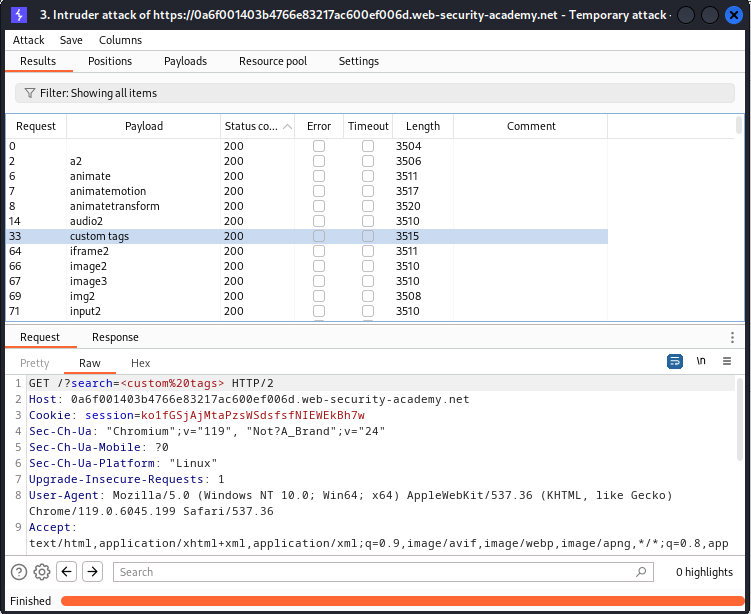 3. Intruder attack of https://0a6f001403b4766e83217ac600ef006d.web-security-academy.net - Temporary attack -
Attack Save Columns
Results Positions Payloads Resource pool Settings
Filter: Showing all items
Request Payload Status co... Error Timeout Length Comment
0 200 3504
2 a2 200 3506
6 animate 200 3511
7 animatemotion 200 3517
8 animatetransform 200 3520
14 audio2 200 3510
33 custom tags 200 3515
64 iframe2 200 3511
66 image2 200 3510
67 image3 200 3510
69 img2 200 3508
71 input2 200 3510
Request Response
Pretty Raw Hex \n
1 GET /?search=<custom%20tags> HTTP/2
2 Host: 0a6f001403b4766e83217ac600ef006d.web-security-academy.net
3 Cookie: session=ko1fGSjAjMtaPzsWSdsfsfNIEWEkBh7w
4 Sec-Ch-Ua: "Chromium";v="119", "Not?A_Brand";v="24"
5 Sec-Ch-Ua-Mobile: ?0
6 Sec-Ch-Ua-Platform: "Linux"
7 Upgrade-Insecure-Requests: 1
8 User-Agent: Mozilla/5.0 (Windows NT 10.0; Win64; x64) AppleWebKit/537.36 (KHTML, like Gecko)
Chrome/119.0.6045.199 Safari/537.36
9 Accept:
text/html,application/xhtml+xml,application/xml;q=0.9,image/avif,image/webp,image/apng,*/*;q=0.8,app
Search 0 highlights
Finished